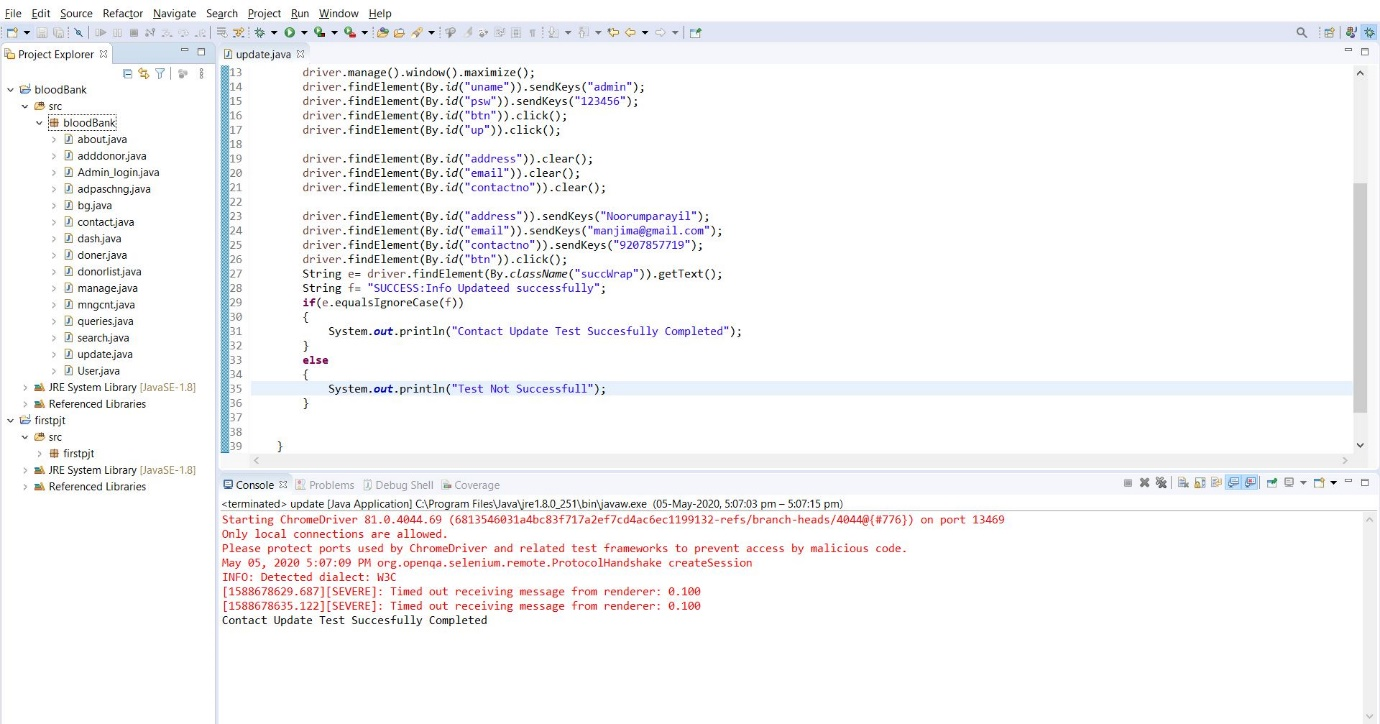 File Edit Source Refactor Navigate Search Project Run Window Help
Project Explorer
bloodBank
src
bloodBank
about.java
adddonor.java
Admin_login.java
adpaschng.java
bg.java
contact.java
dash.java
doner.java
donorlist.java
manage.java
mngcnt.java
queries.java
search.java
update.java
User.java
JRE System Library [JavaSE-1.8]
Referenced Libraries
firstpjt
src
firstpjt
JRE System Library [JavaSE-1.8]
Referenced Libraries
update.java
13 driver.manage().window().maximize();
14 driver.findElement(By.id("uname")).sendKeys("admin");
15 driver.findElement(By.id("psw")).sendKeys("123456");
16 driver.findElement(By.id("btn")).click();
17 driver.findElement(By.id("up")).click();
18
19 driver.findElement(By.id("address")).clear();
20 driver.findElement(By.id("email")).clear();
21 driver.findElement(By.id("contactno")).clear();
22
23 driver.findElement(By.id("address")).sendKeys("Noorumparayil");
24 driver.findElement(By.id("email")).sendKeys("manjima@gmail.com");
25 driver.findElement(By.id("contactno")).sendKeys("9207857719");
26 driver.findElement(By.id("btn")).click();
27 String e= driver.findElement(By.className("succWrap")).getText();
28 String f= "SUCCESS:Info Updateed successfully";
29 if(e.equalsIgnoreCase(f))
30 {
31 System.out.println("Contact Update Test Succesfully Completed");
32 }
33 else
34 {
35 System.out.println("Test Not Successfull");
36 }
37
38
39 }
Console Problems Debug Shell Coverage
<terminated> update [Java Application] C:\Program Files\Java\jre1.8.0_251\bin\javaw.exe (05-May-2020, 5:07:03 pm – 5:07:15 pm)
Starting ChromeDriver 81.0.4044.69 (6813546031a4bc83f717a2ef7cd4ac6ec1199132-refs/branch-heads/4044@{#776}) on port 13469
Only local connections are allowed.
Please protect ports used by ChromeDriver and related test frameworks to prevent access by malicious code.
May 05, 2020 5:07:09 PM org.openqa.selenium.remote.ProtocolHandshake createSession
INFO: Detected dialect: W3C
[1588678629.687][SEVERE]: Timed out receiving message from renderer: 0.100
[1588678635.122][SEVERE]: Timed out receiving message from renderer: 0.100
Contact Update Test Succesfully Completed